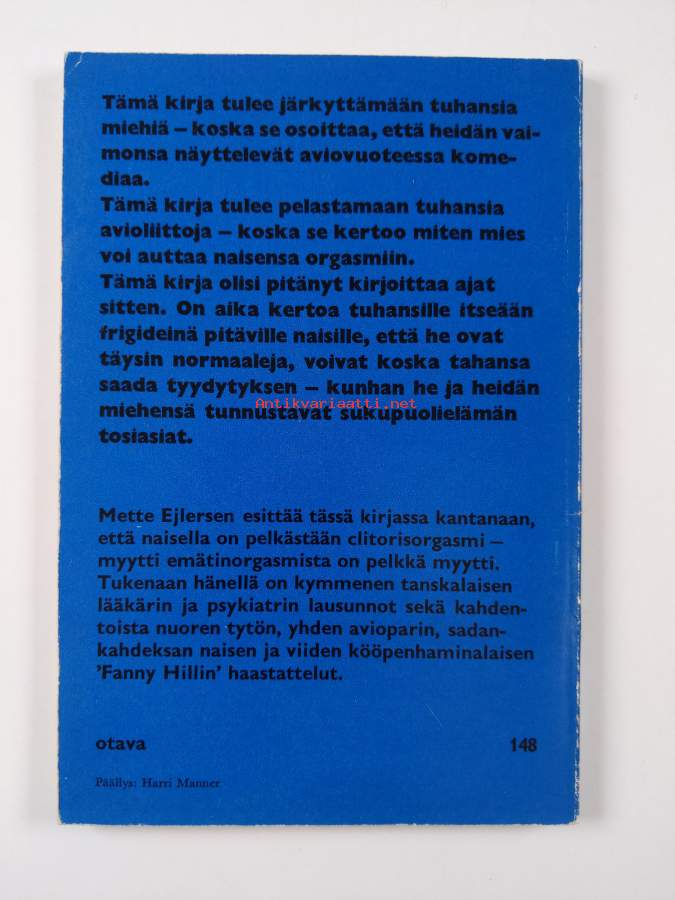 Tämä kirja tulee järkyttämään tuhansia
miehiä – koska se osoittaa, että heidän vai-
monsa näyttelevät aviovuoteessa kome-
diaa.
Tämä kirja tulee pelastamaan tuhansia
avioliittoja – koska se kertoo miten mies
voi auttaa naisensa orgasmiin.
Tämä kirja olisi pitänyt kirjoittaa ajat
sitten. On aika kertoa tuhansille itseään
frigideinä pitäville naisille, että he ovat
täysin normaaleja, voivat koska tahansa
saada tyydytyksen – kunhan he ja heidän
Antikvariaatti.net
miehensä tunnustavat sukupuolielämän
tosiasiat.
Mette Ejlersen esittää tässä kirjassa kantanaan,
että naisella on pelkästään clitorisorgasmi –
myytti emätinorgasmista on pelkkä myytti.
Tukenaan hänellä on kymmenen tanskalaisen
lääkärin ja psykiatrin lausunnot sekä kahden-
toista nuoren tytön, yhden avioparin, sadan-
kahdeksan naisen ja viiden kööpenhaminalaisen
'Fanny Hillin' haastattelut.
otava 148
Päällys: Harri Manner